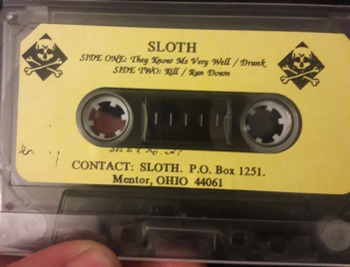 SLOTH
SIDE ONE: They Know Me Very Well / Drunk
SIDE TWO: Kill / Run Down
CONTACT: SLOTH. P.O. Box 1251.
Mentor, OHIO 44061